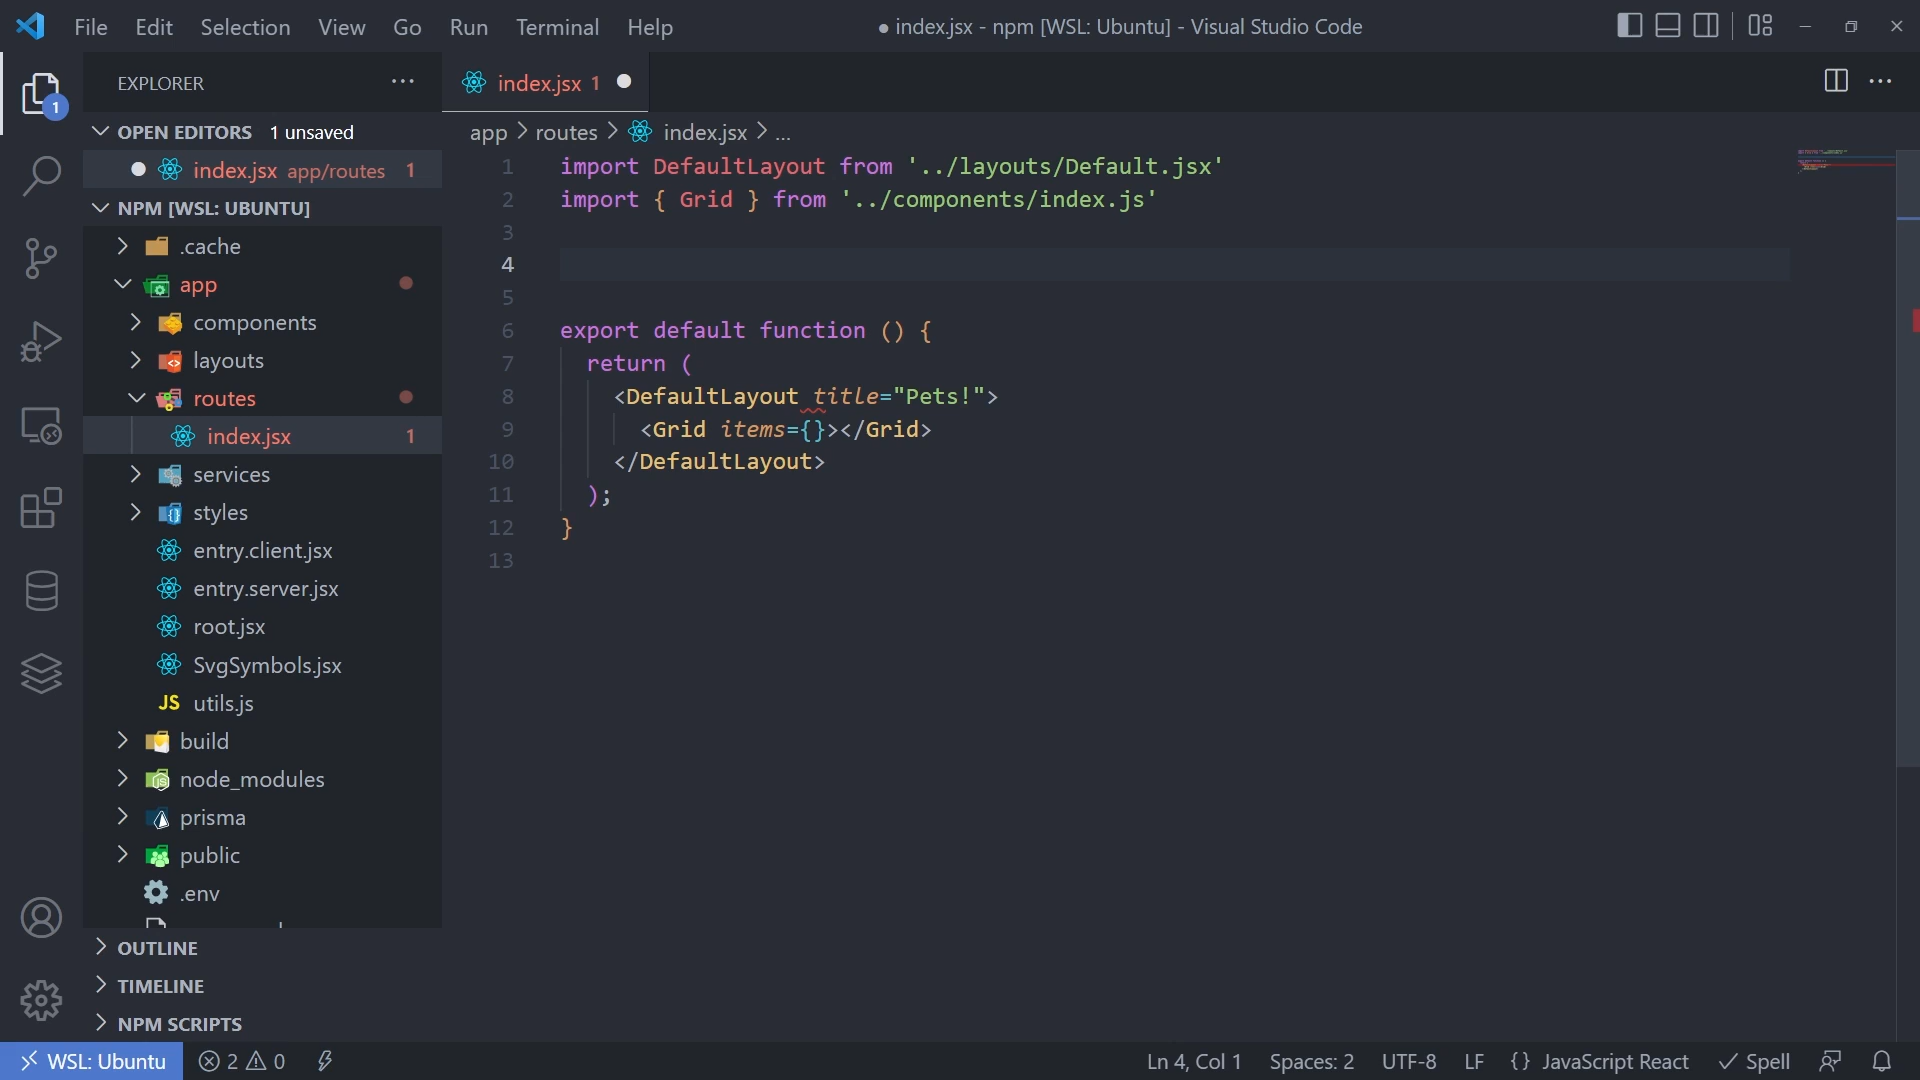 File Edit Selection View Go Run Terminal Help
● index.jsx - npm [WSL: Ubuntu] - Visual Studio Code
EXPLORER
1
OPEN EDITORS 1 unsaved
index.jsx app/routes 1
NPM [WSL: UBUNTU]
.cache
app
components
layouts
routes
index.jsx 1
services
styles
entry.client.jsx
entry.server.jsx
root.jsx
SvgSymbols.jsx
JS utils.js
build
node_modules
prisma
public
.env
OUTLINE
TIMELINE
NPM SCRIPTS
index.jsx 1
app > routes > index.jsx > ...
1 import DefaultLayout from '../layouts/Default.jsx'
2 import { Grid } from '../components/index.js'
3
4
5
6 export default function () {
7 return (
8 <DefaultLayout title="Pets!">
9 <Grid items={}></Grid>
10 </DefaultLayout>
11 );
12 }
13
WSL: Ubuntu 2 0 Ln 4, Col 1 Spaces: 2 UTF-8 LF {} JavaScript React Spell